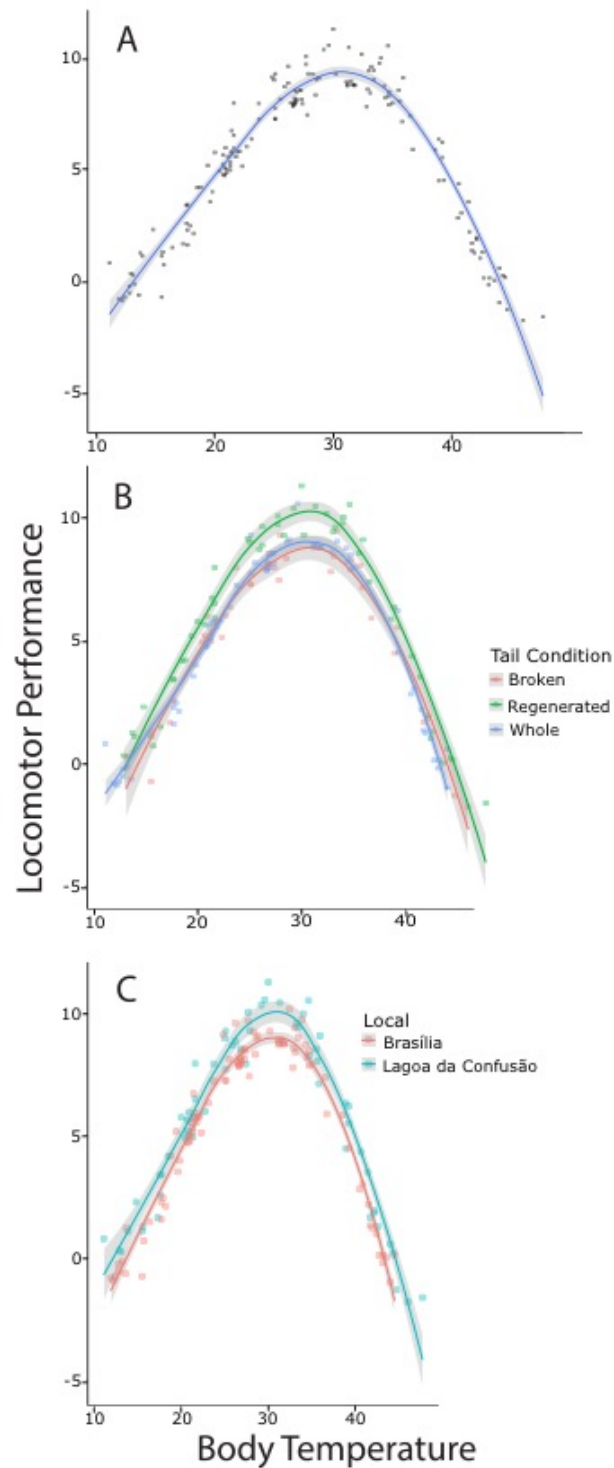 A
10
5
0
-5
10
20
30
40
B
10
5
0
-5
10
20
30
40
Tail Condition
Broken
Regenerated
Whole
Locomotor Performance
C
10
5
0
-5
10
20
30
40
Local
Brasília
Lagoa da Confusão
Body Temperature